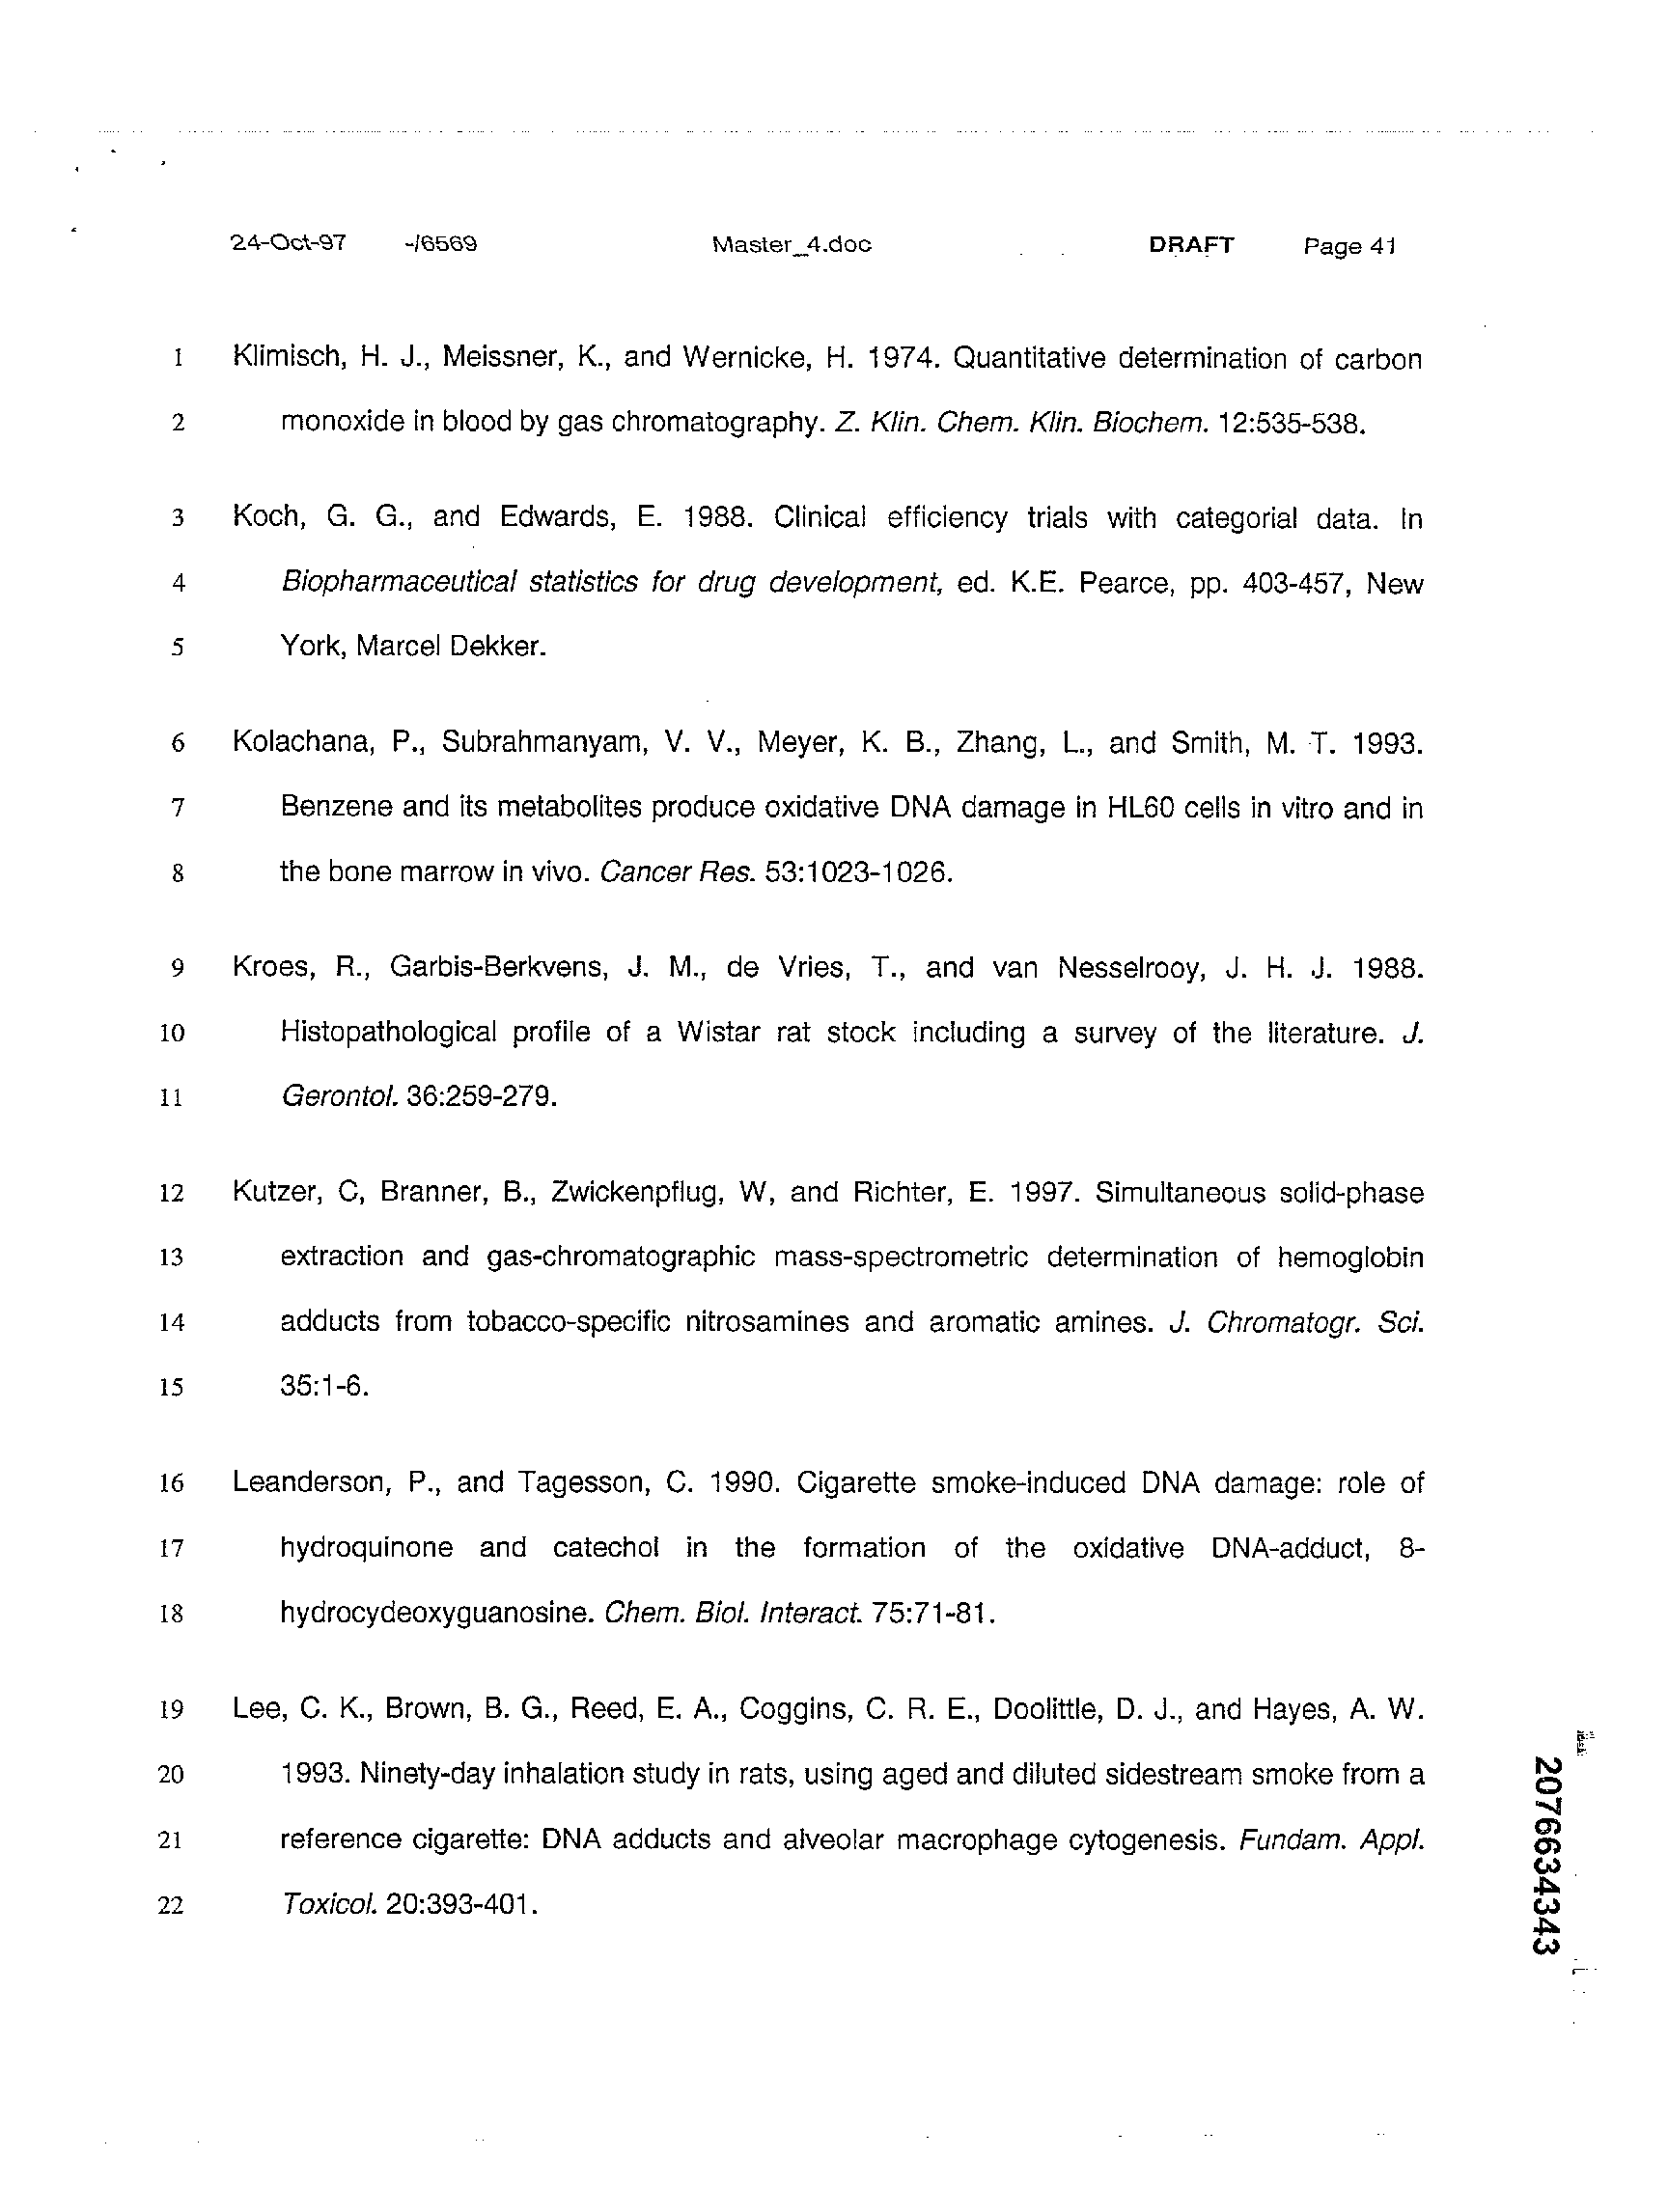 24-Oct-97 -/6569 Master_4.doc DRAFT Page 41
1 Klimisch, H. J., Meissner, K., and Wernicke, H. 1974. Quantitative determination of carbon
2 monoxide in blood by gas chromatography. Z. Klin. Chem. Klin. Biochem. 12:535-538.
3 Koch, G. G., and Edwards, E. 1988. Clinical efficiency trials with categorial data. In
4 Biopharmaceutical statistics for drug development, ed. K.E. Pearce, pp. 403-457, New
5 York, Marcel Dekker.
6 Kolachana, P., Subrahmanyam, V. V., Meyer, K. B., Zhang, L., and Smith, M. T. 1993.
7 Benzene and its metabolites produce oxidative DNA damage in HL60 cells in vitro and in
8 the bone marrow in vivo. Cancer Res. 53:1023-1026.
9 Kroes, R., Garbis-Berkvens, J. M., de Vries, T., and van Nesselrooy, J. H. J. 1988.
10 Histopathological profile of a Wistar rat stock including a survey of the literature. J.
11 Gerontol. 36:259-279.
12 Kutzer, C, Branner, B., Zwickenpflug, W, and Richter, E. 1997. Simultaneous solid-phase
13 extraction and gas-chromatographic mass-spectrometric determination of hemoglobin
14 adducts from tobacco-specific nitrosamines and aromatic amines. J. Chromatogr. Sci.
15 35:1-6.
16 Leanderson, P., and Tagesson, C. 1990. Cigarette smoke-induced DNA damage: role of
17 hydroquinone and catechol in the formation of the oxidative DNA-adduct, 8-
18 hydrocydeoxyguanosine. Chem. Biol. Interact. 75:71-81.
19 Lee, C. K., Brown, B. G., Reed, E. A., Coggins, C. R. E., Doolittle, D. J., and Hayes, A. W.
20 1993. Ninety-day inhalation study in rats, using aged and diluted sidestream smoke from a
21 reference cigarette: DNA adducts and alveolar macrophage cytogenesis. Fundam. Appl.
22 Toxicol. 20:393-401.
2076634343